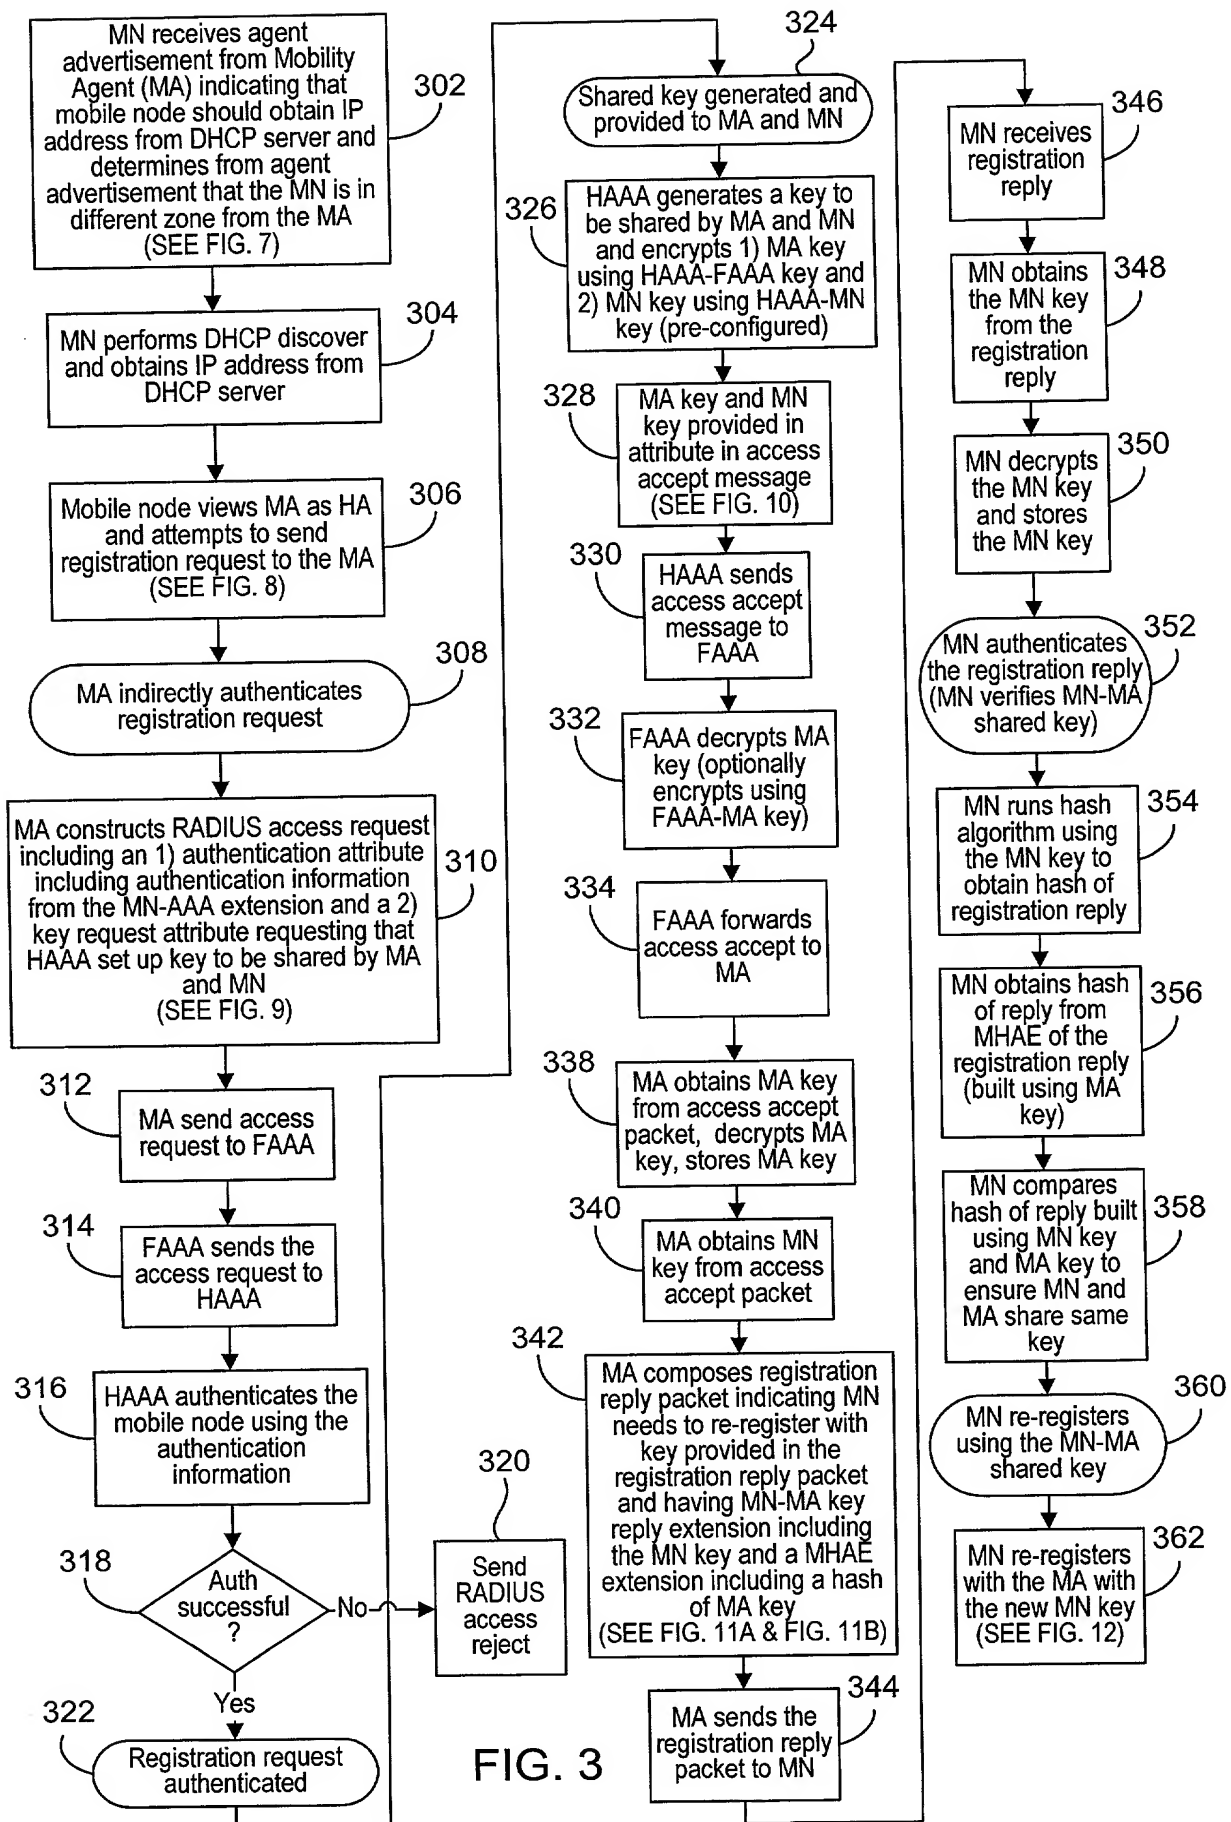 MN receives agent
advertisement from Mobility
Agent (MA) indicating that
mobile node should obtain IP
address from DHCP server and
determines from agent
advertisement that the MN is in
different zone from the MA
(SEE FIG. 7)
302
MN performs DHCP discover
and obtains IP address from
DHCP server
304
Mobile node views MA as HA
and attempts to send
registration request to the MA
(SEE FIG. 8)
306
MA indirectly authenticates
registration request
308
MA constructs RADIUS access request
including an 1) authentication attribute
including authentication information
from the MN-AAA extension and a 2)
key request attribute requesting that
HAAA set up key to be shared by MA
and MN
(SEE FIG. 9)
310
312
MA send access
request to FAAA
314
FAAA sends the
access request to
HAAA
316
HAAA authenticates the
mobile node using the
authentication
information
318
Auth
successful
?
No
320
Send
RADIUS
access
reject
Yes
322
Registration request
authenticated
324
Shared key generated and
provided to MA and MN
326
HAAA generates a key to
be shared by MA and MN
and encrypts 1) MA key
using HAAA-FAAA key and
2) MN key using HAAA-MN
key (pre-configured)
328
MA key and MN
key provided in
attribute in access
accept message
(SEE FIG. 10)
330
HAAA sends
access accept
message to
FAAA
332
FAAA decrypts MA
key (optionally
encrypts using
FAAA-MA key)
334
FAAA forwards
access accept to
MA
338
MA obtains MA key
from access accept
packet, decrypts MA
key, stores MA key
340
MA obtains MN
key from access
accept packet
342
MA composes registration
reply packet indicating MN
needs to re-register with
key provided in the
registration reply packet
and having MN-MA key
reply extension including
the MN key and a MHAE
extension including a hash
of MA key
(SEE FIG. 11A & FIG. 11B)
344
MA sends the
registration reply
packet to MN
346
MN receives
registration
reply
348
MN obtains
the MN key
from the
registration
reply
350
MN decrypts
the MN key
and stores
the MN key
352
MN authenticates
the registration reply
(MN verifies MN-MA
shared key)
354
MN runs hash
algorithm using
the MN key to
obtain hash of
registration reply
356
MN obtains hash
of reply from
MHAE of the
registration reply
(built using MA
key)
358
MN compares
hash of reply built
using MN key
and MA key to
ensure MN and
MA share same
key
360
MN re-registers
using the MN-MA
shared key
362
MN re-registers
with the MA with
the new MN key
(SEE FIG. 12)
FIG. 3